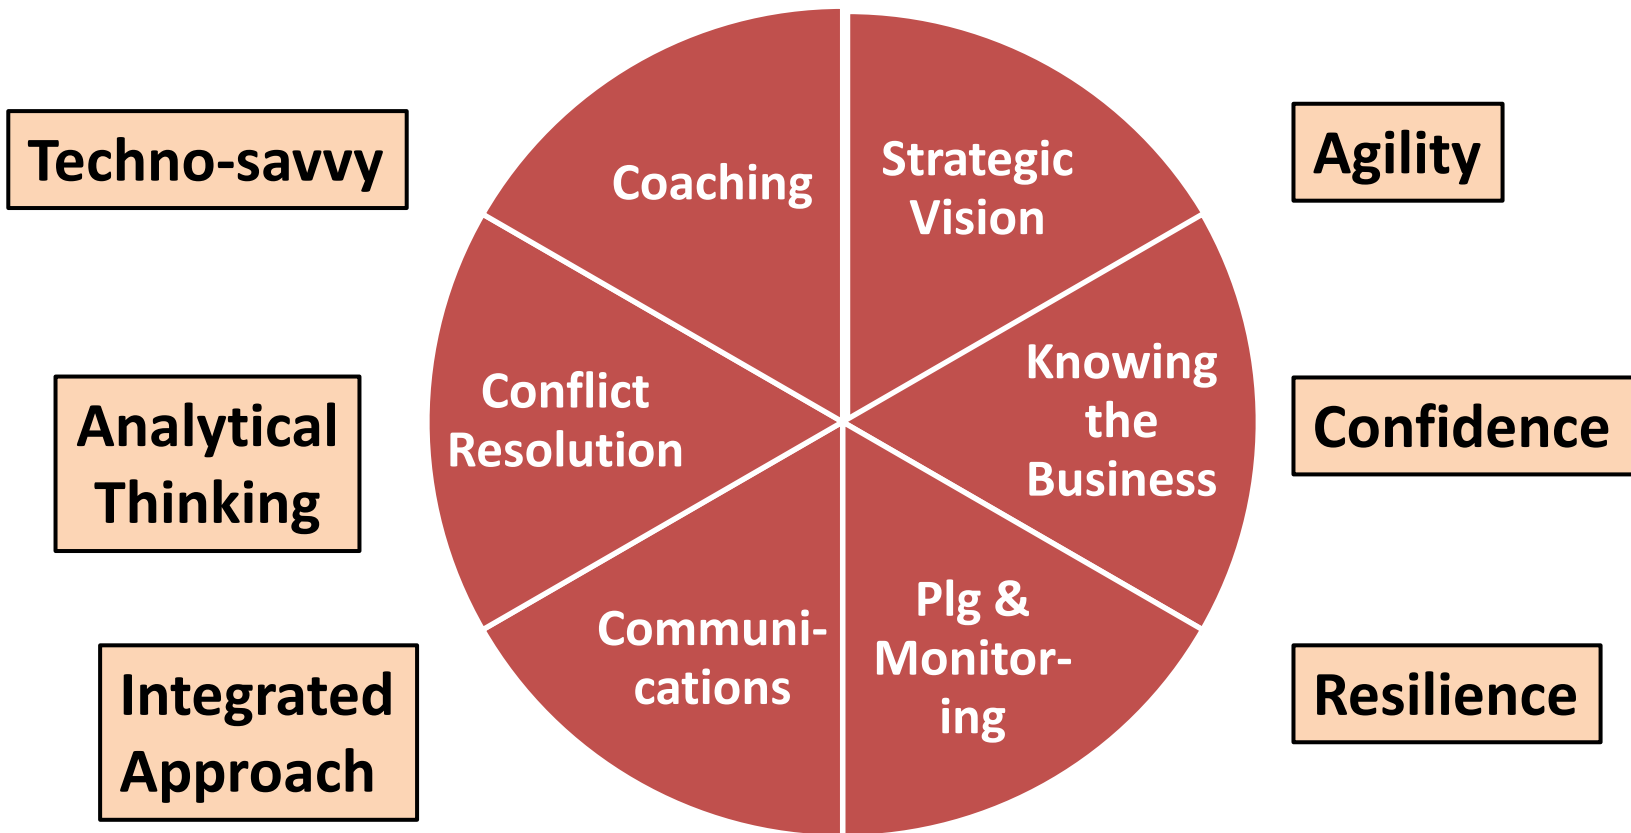 Techno-savvy
Analytical
Thinking
Integrated
Approach
Coaching
Strategic
Vision
Conflict
Resolution
Knowing
the
Business
Communi-
cations
Plg &
Monitor-
ing
Agility
Confidence
Resilience